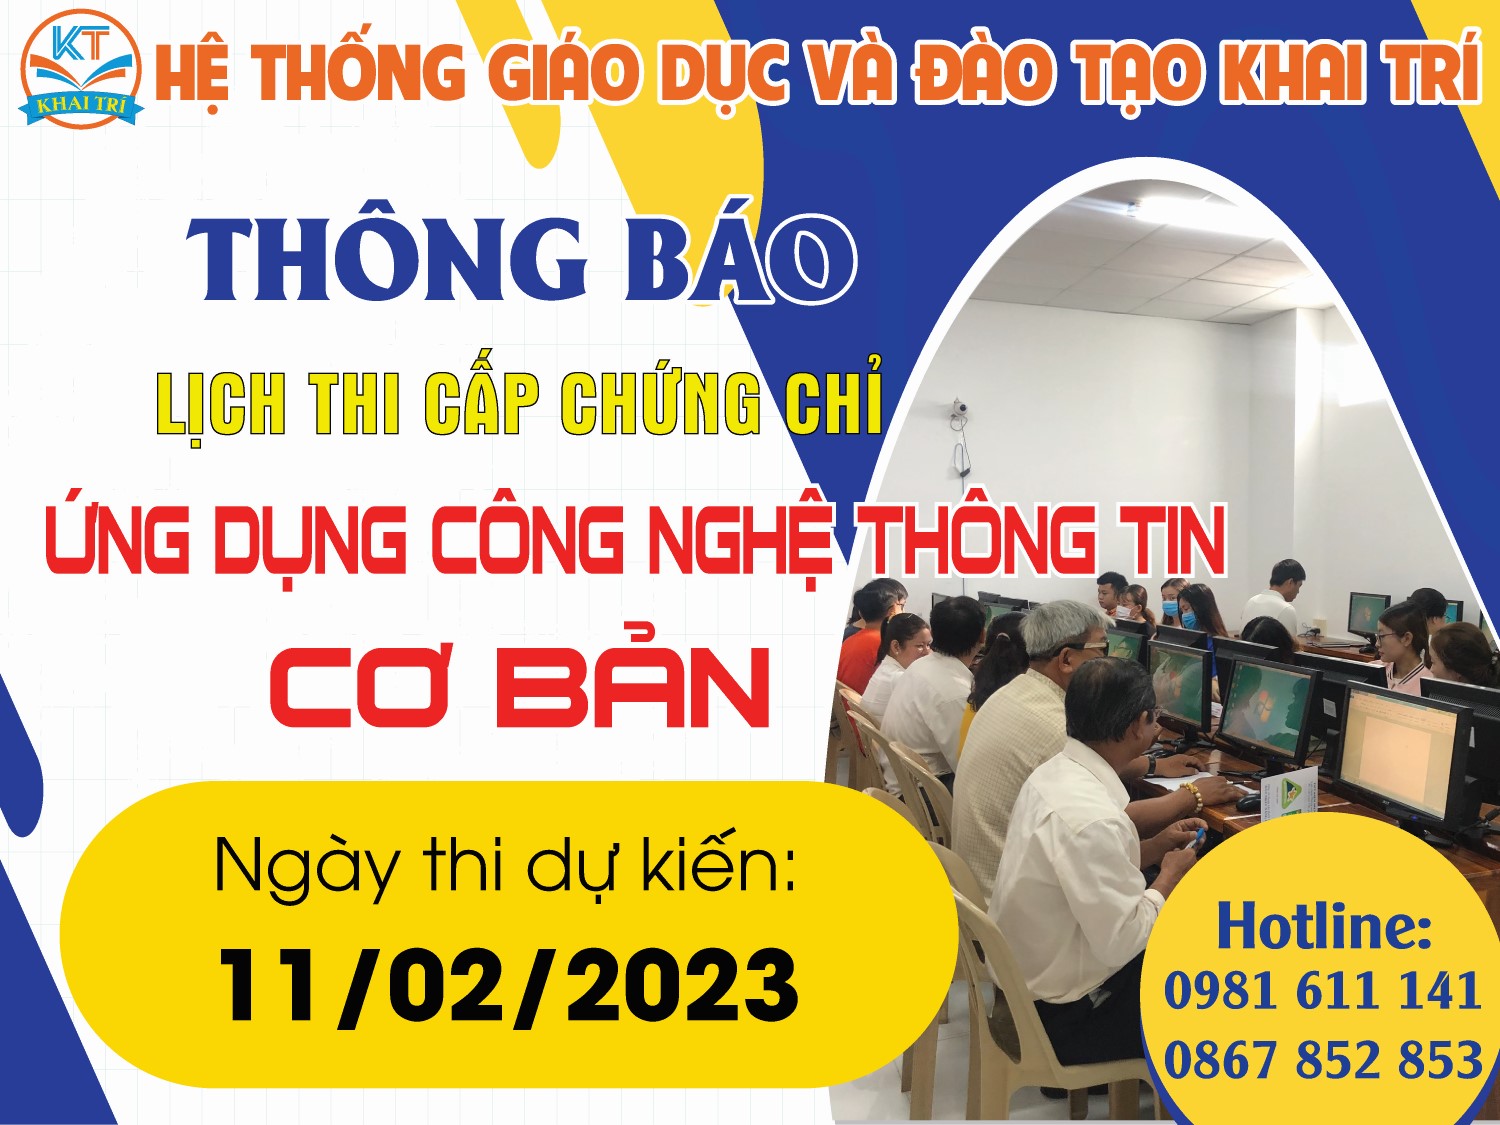 KT
KHAI TRÍ
HỆ THỐNG GIÁO DỤC VÀ ĐÀO TẠO KHAI TRÍ
THÔNG BÁO
LỊCH THI CẤP CHỨNG CHỈ
ỨNG DỤNG CÔNG NGHỆ THÔNG TIN
CƠ BẢN
Ngày thi dự kiến:
11/02/2023
Hotline:
0981 611 141
0867 852 853